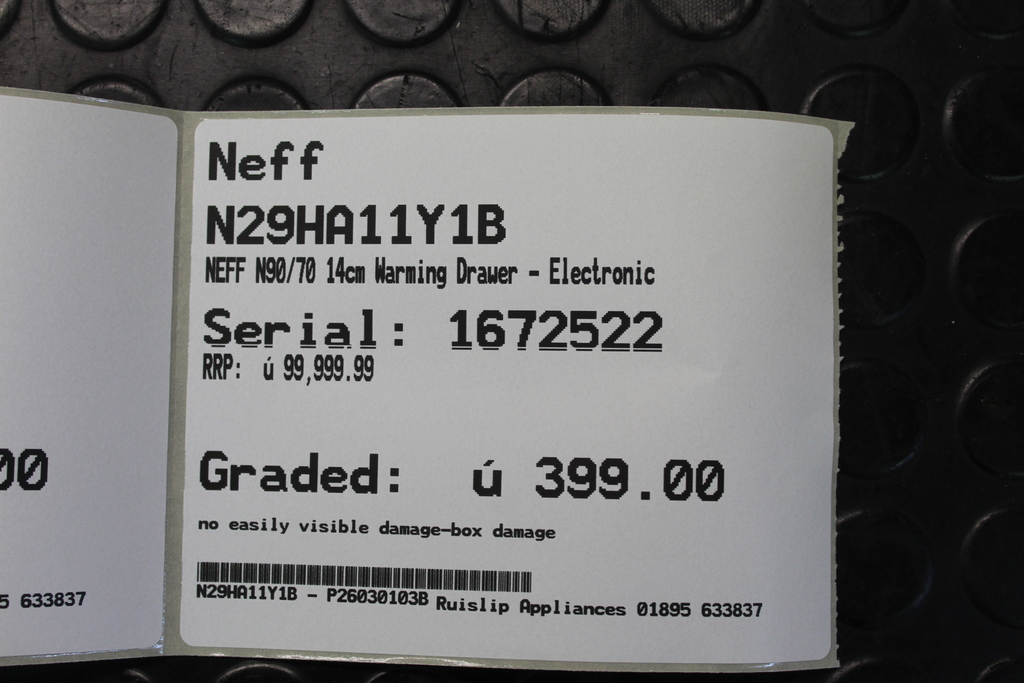 Neff
N29HA11Y1B
NEFF N90/70 14cm Warming Drawer - Electronic
Serial: 1672522
RRP: ú 99,999.99
Graded: ú 399.00
no easily visible damage-box damage
N29HA11Y1B - P26030103B Ruislip Appliances 01895 633837
00
5 633837